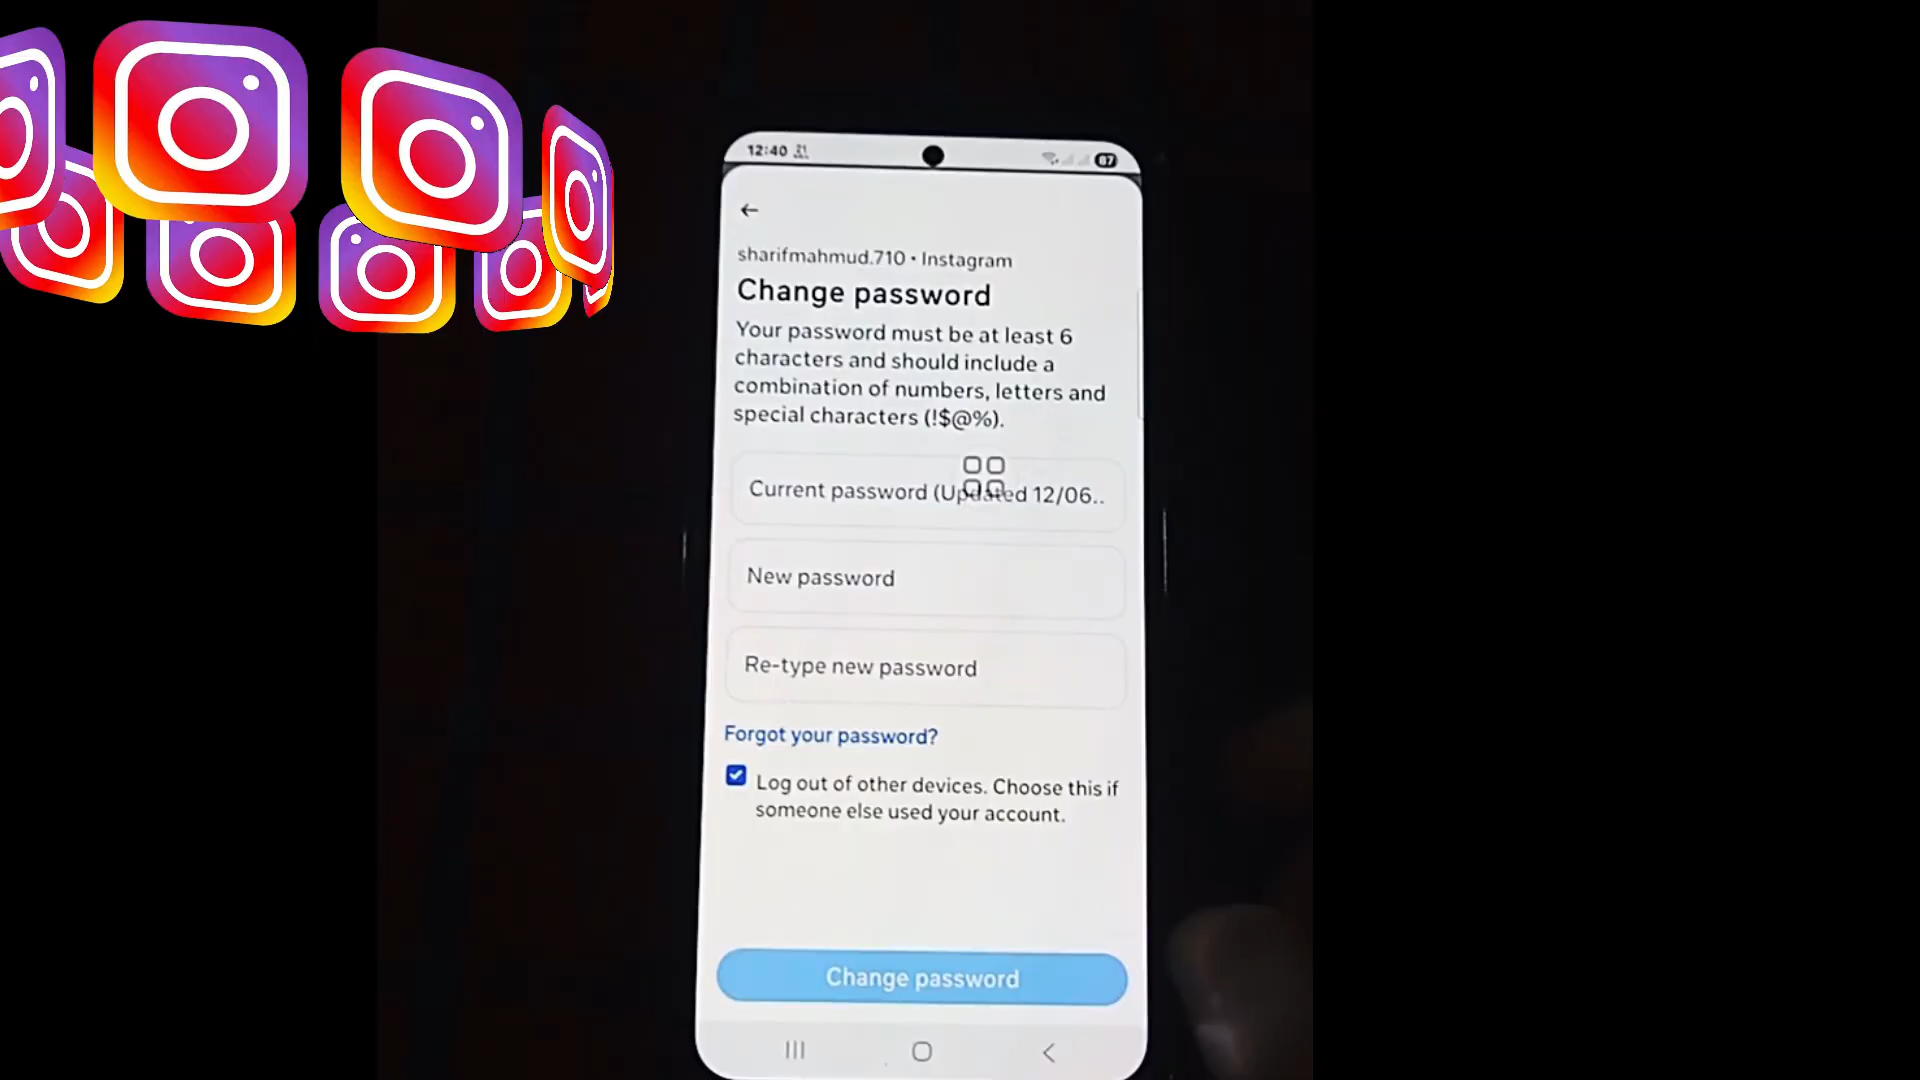 12:40
87
sharifmahmud.710 • Instagram
Change password
Your password must be at least 6
characters and should include a
combination of numbers, letters and
special characters (!$@%).
Current password (Updated 12/06..
New password
Re-type new password
Forgot your password?
Log out of other devices. Choose this if
someone else used your account.
Change password